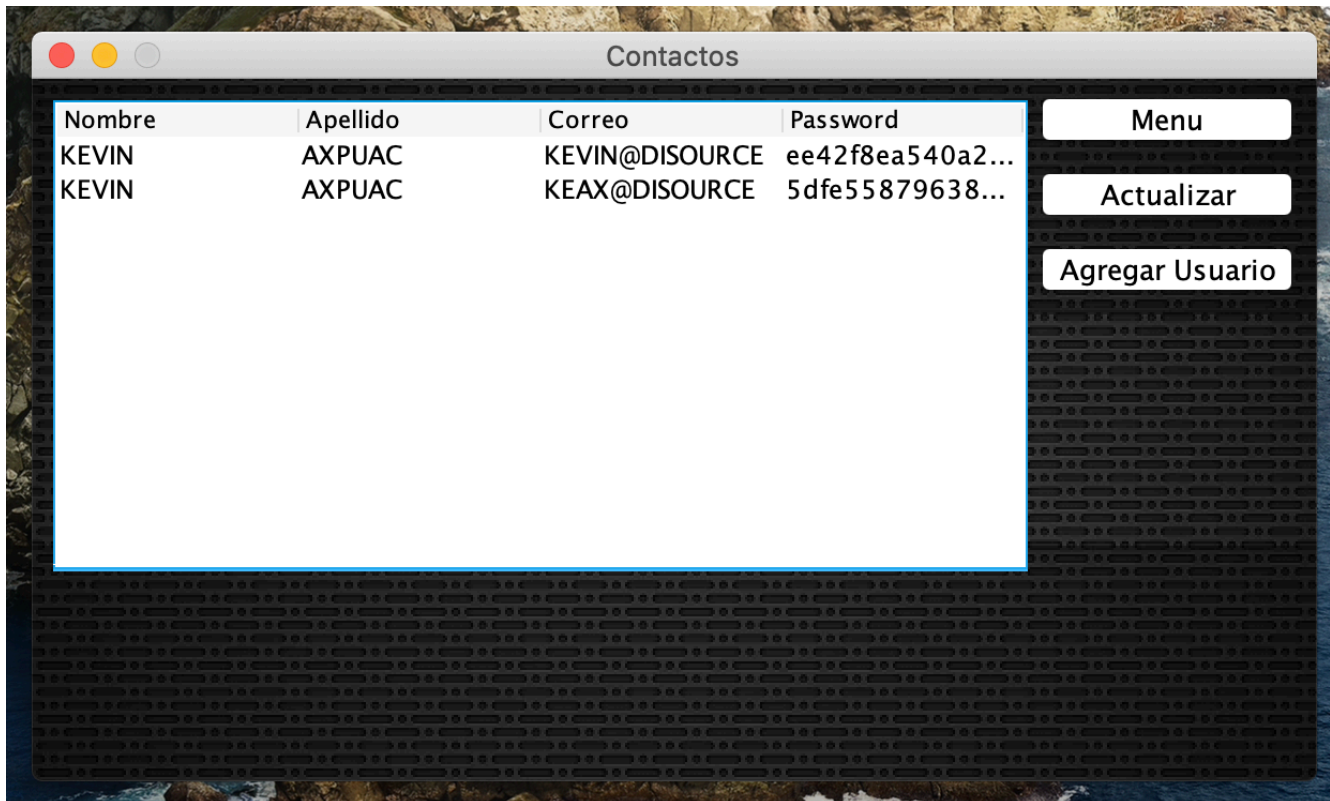 Contactos
Nombre Apellido Correo Password
KEVIN AXPUAC KEVIN@DISOURCE ee42f8ea540a2...
KEVIN AXPUAC KEAX@DISOURCE 5dfe55879638...
Menu
Actualizar
Agregar Usuario